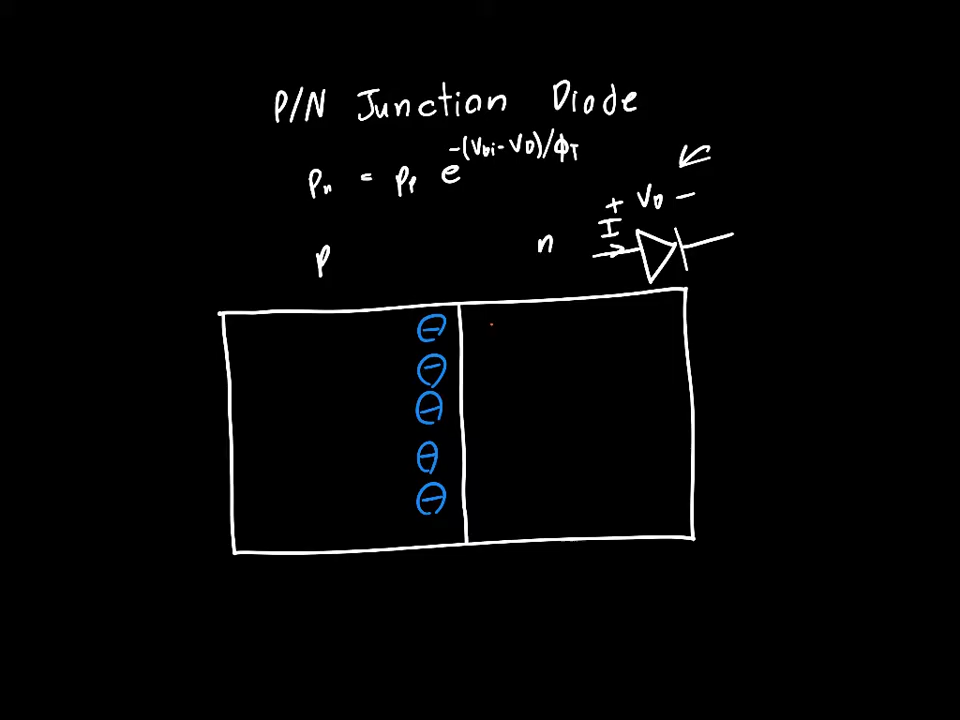 P/N Junction Diode
pₙ = pₚ e^-(Vbi - VD)/ΦT
+ VD -
I
p
n
⊖
⊖
⊖
⊖
⊖